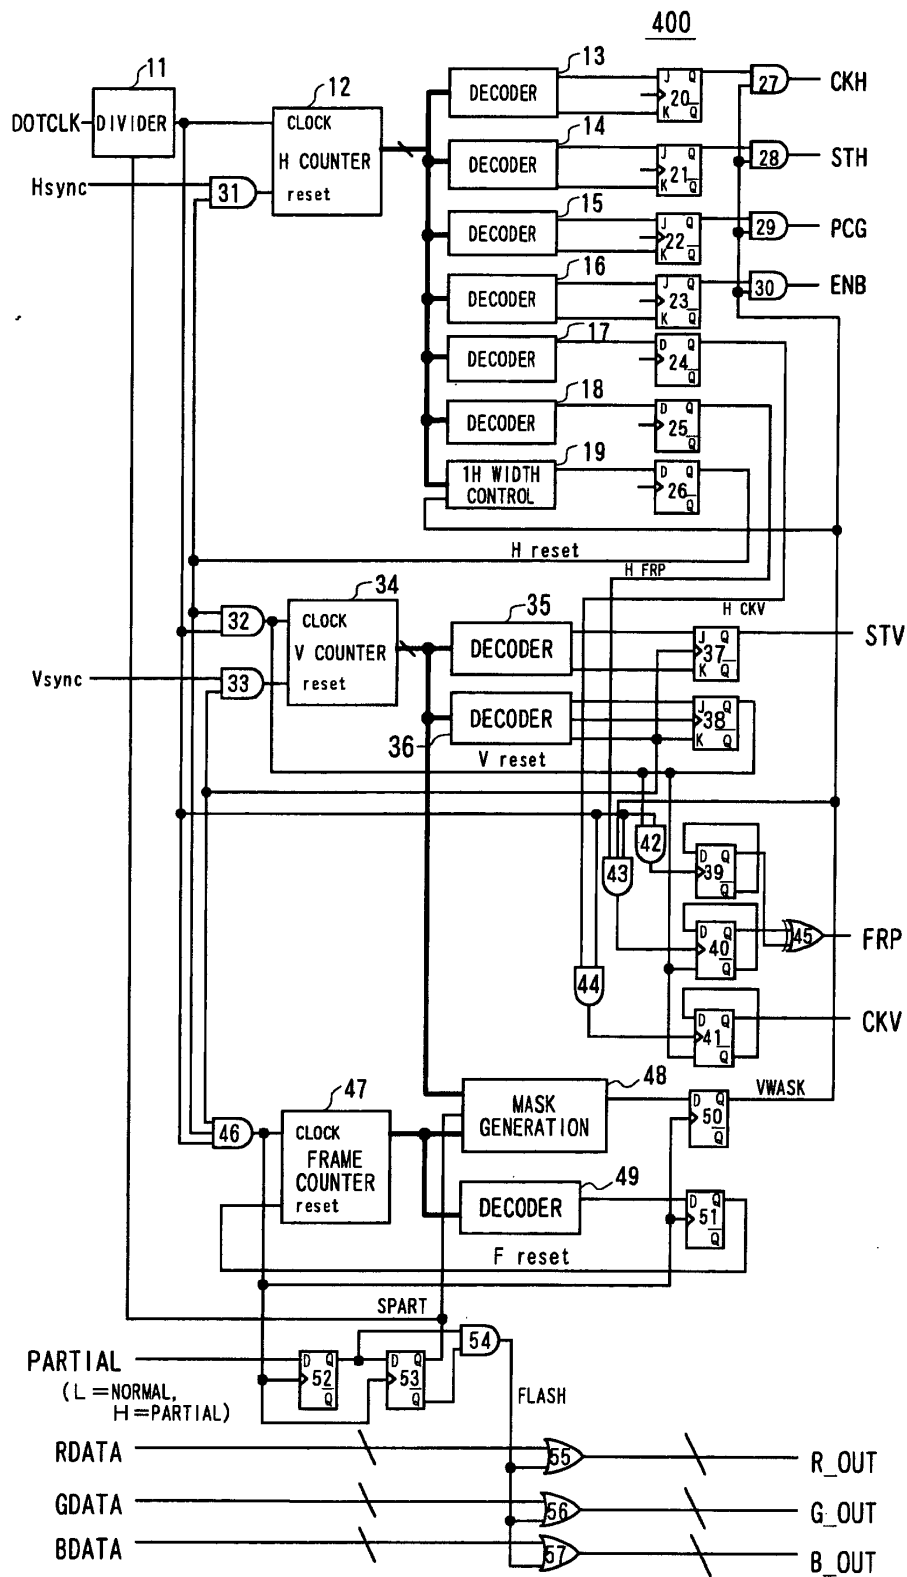 400
11
DOTCLK
DIVIDER
12
CLOCK
H COUNTER
reset
Hsync
31
13
DECODER
J Q
20
K Q
27
CKH
14
DECODER
J Q
21
K Q
28
STH
15
DECODER
J Q
22
K Q
29
PCG
16
DECODER
J Q
23
K Q
30
ENB
17
DECODER
D Q
24
Q
18
DECODER
D Q
25
Q
19
1H WIDTH
CONTROL
D Q
26
Q
H reset
H FRP
H CKV
34
32
CLOCK
V COUNTER
reset
Vsync
33
35
DECODER
J Q
37
K Q
STV
36
DECODER
J Q
38
K Q
V reset
42
43
44
D Q
39
Q
D Q
40
Q
45
FRP
D Q
41
Q
CKV
47
46
CLOCK
FRAME
COUNTER
reset
48
MASK
GENERATION
VWASK
D Q
50
Q
49
DECODER
D Q
51
Q
F reset
SPART
PARTIAL
(L=NORMAL,
H=PARTIAL)
D Q
52
Q
D Q
53
Q
54
FLASH
RDATA
55
R_OUT
GDATA
56
G_OUT
BDATA
57
B_OUT